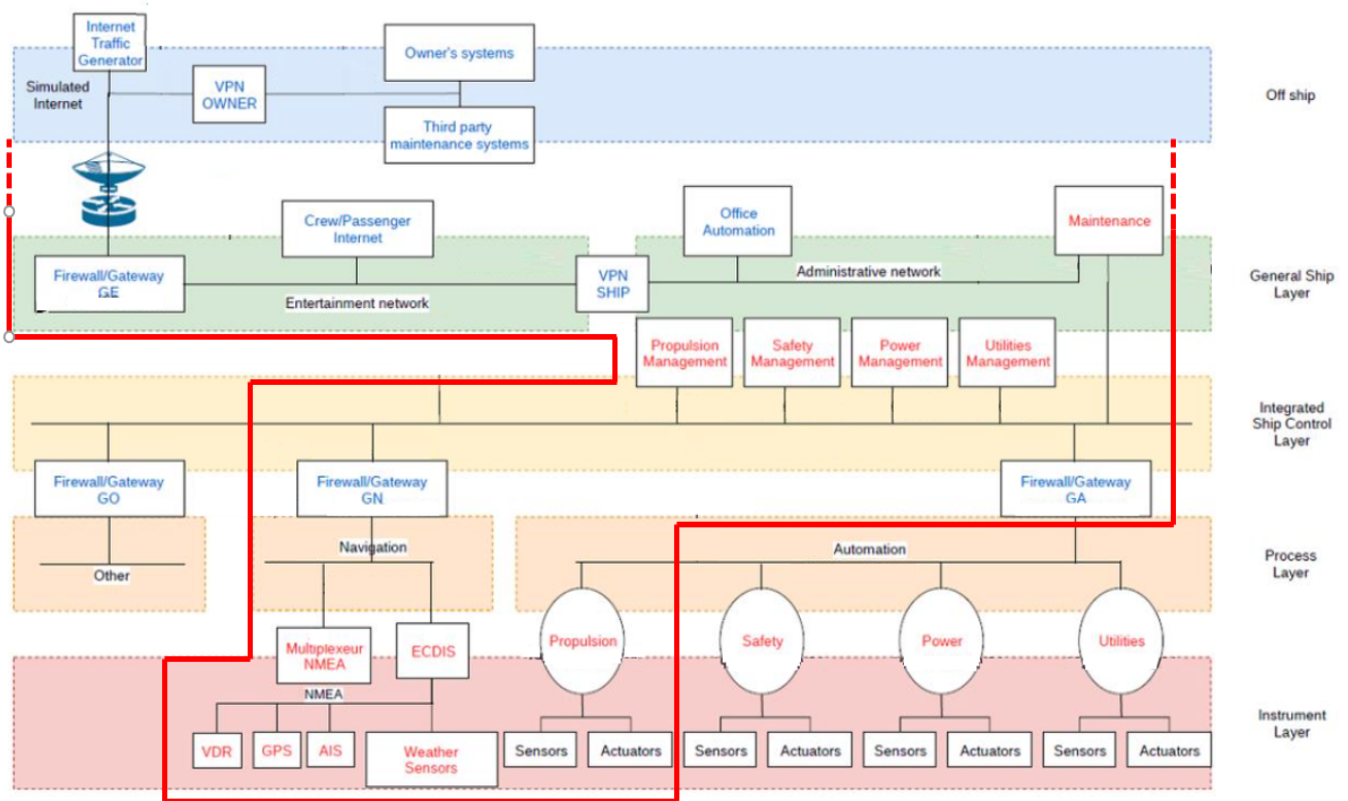 Internet
Traffic
Generator
Owner's systems
Simulated
Internet
VPN
OWNER
Off ship
Third party
maintenance systems
Crew/Passenger
Internet
Office
Automation
Maintenance
Firewall/Gateway
GE
VPN
SHIP
Administrative network
General Ship
Layer
Entertainment network
Propulsion
Management
Safety
Management
Power
Management
Utilities
Management
Integrated
Ship Control
Layer
Firewall/Gateway
GO
Firewall/Gateway
GN
Firewall/Gateway
GA
Navigation
Automation
Process
Layer
Other
Multiplexeur
NMEA
ECDIS
Propulsion
Safety
Power
Utilities
NMEA
Instrument
Layer
VDR
GPS
AIS
Weather
Sensors
Sensors
Actuators
Sensors
Actuators
Sensors
Actuators
Sensors
Actuators